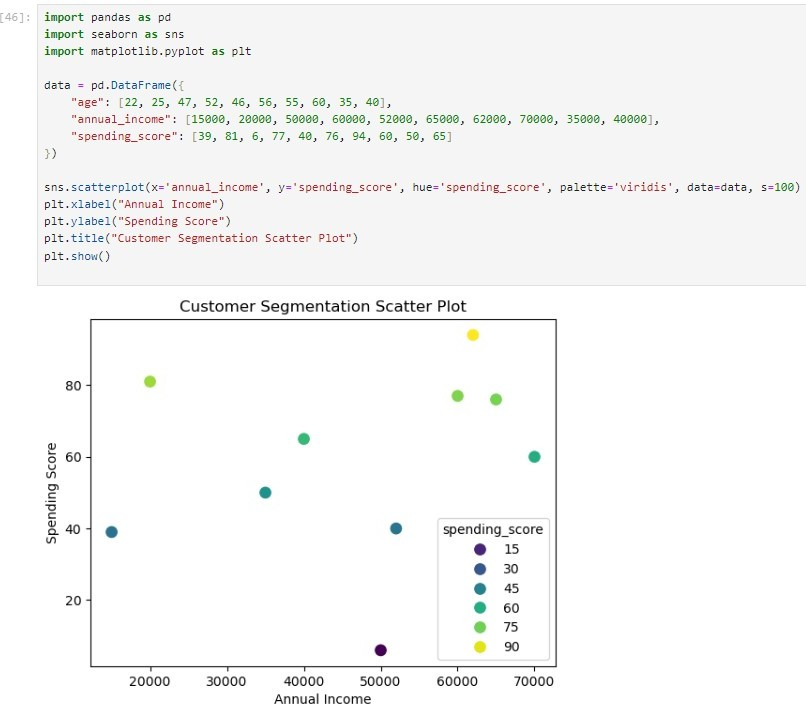 [46]:
import pandas as pd
import seaborn as sns
import matplotlib.pyplot as plt
data = pd.DataFrame({
"age": [22, 25, 47, 52, 46, 56, 55, 60, 35, 40],
"annual_income": [15000, 20000, 50000, 60000, 52000, 65000, 62000, 70000, 35000, 40000],
"spending_score": [39, 81, 6, 77, 40, 76, 94, 60, 50, 65]
})
sns.scatterplot(x='annual_income', y='spending_score', hue='spending_score', palette='viridis', data=data, s=100)
plt.xlabel("Annual Income")
plt.ylabel("Spending Score")
plt.title("Customer Segmentation Scatter Plot")
plt.show()
Customer Segmentation Scatter Plot
Spending Score
80
60
40
20
spending_score
15
30
45
60
75
90
20000 30000 40000 50000 60000 70000
Annual Income